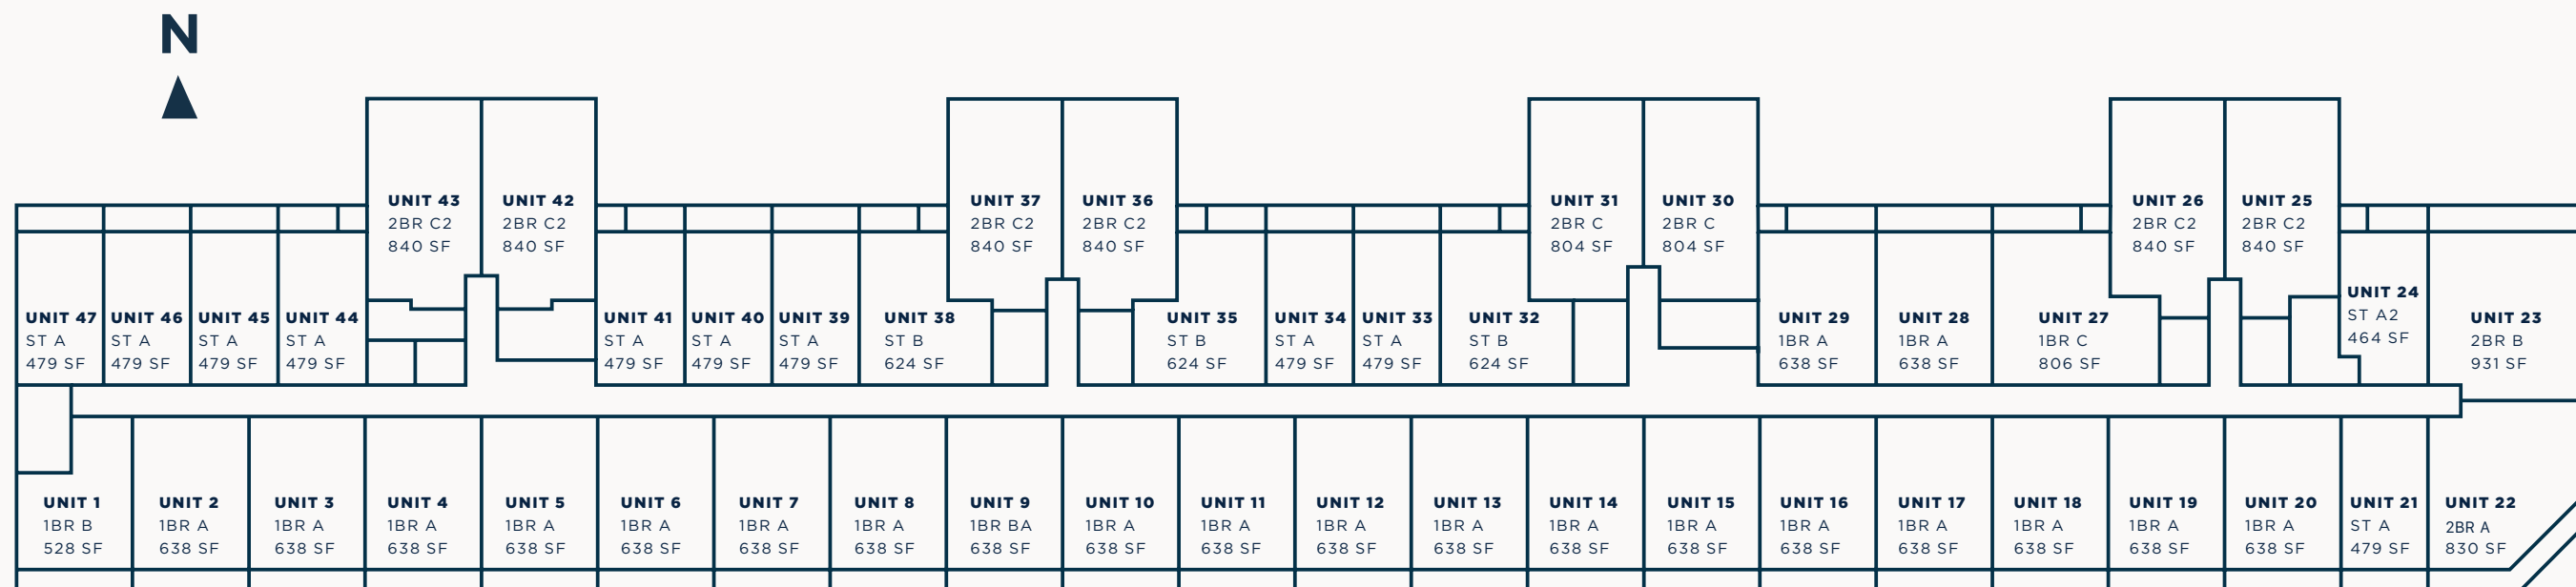 N
UNIT 43
2BR C2
840 SF
UNIT 42
2BR C2
840 SF
UNIT 37
2BR C2
840 SF
UNIT 36
2BR C2
840 SF
UNIT 31
2BR C
804 SF
UNIT 30
2BR C
804 SF
UNIT 26
2BR C2
840 SF
UNIT 25
2BR C2
840 SF
UNIT 47
ST A
479 SF
UNIT 46
ST A
479 SF
UNIT 45
ST A
479 SF
UNIT 44
ST A
479 SF
UNIT 41
ST A
479 SF
UNIT 40
ST A
479 SF
UNIT 39
ST A
479 SF
UNIT 38
ST B
624 SF
UNIT 35
ST B
624 SF
UNIT 34
ST A
479 SF
UNIT 33
ST A
479 SF
UNIT 32
ST B
624 SF
UNIT 29
1BR A
638 SF
UNIT 28
1BR A
638 SF
UNIT 27
1BR C
806 SF
UNIT 24
ST A2
464 SF
UNIT 23
2BR B
931 SF
UNIT 1
1BR B
528 SF
UNIT 2
1BR A
638 SF
UNIT 3
1BR A
638 SF
UNIT 4
1BR A
638 SF
UNIT 5
1BR A
638 SF
UNIT 6
1BR A
638 SF
UNIT 7
1BR A
638 SF
UNIT 8
1BR A
638 SF
UNIT 9
1BR BA
638 SF
UNIT 10
1BR A
638 SF
UNIT 11
1BR A
638 SF
UNIT 12
1BR A
638 SF
UNIT 13
1BR A
638 SF
UNIT 14
1BR A
638 SF
UNIT 15
1BR A
638 SF
UNIT 16
1BR A
638 SF
UNIT 17
1BR A
638 SF
UNIT 18
1BR A
638 SF
UNIT 19
1BR A
638 SF
UNIT 20
1BR A
638 SF
UNIT 21
ST A
479 SF
UNIT 22
2BR A
830 SF